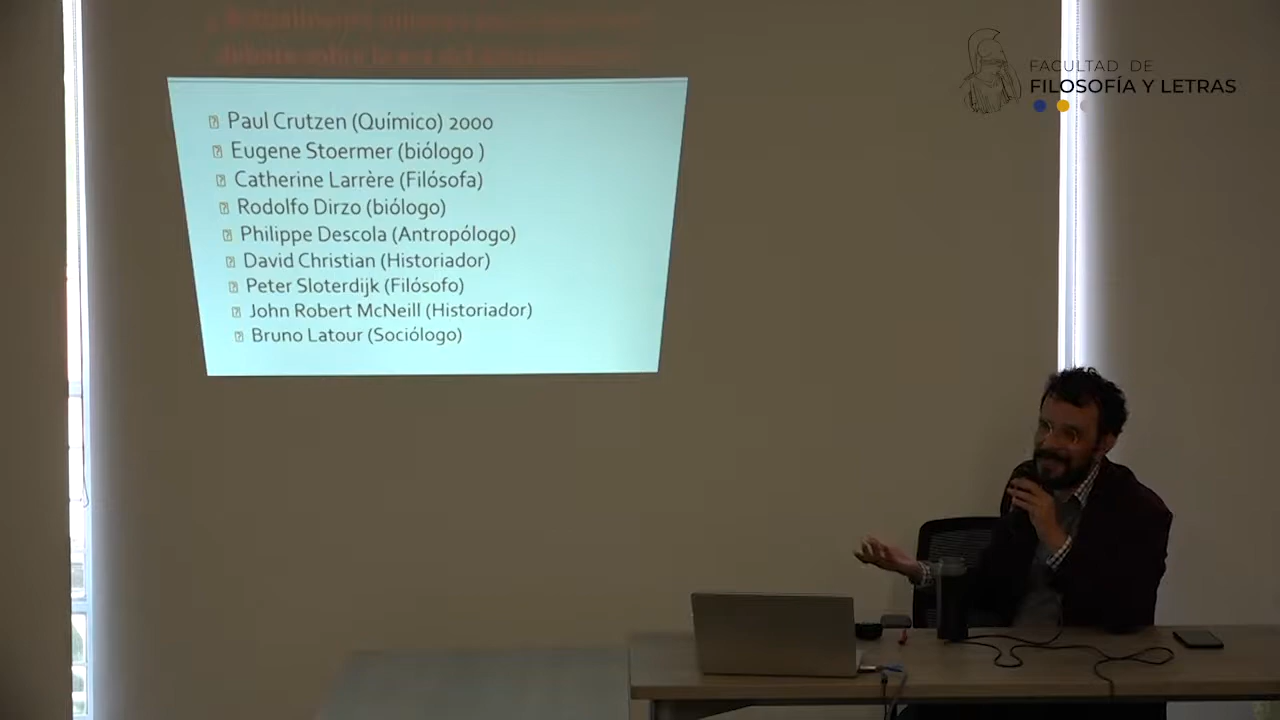 FACULTAD DE
FILOSOFÍA Y LETRAS
Paul Crutzen (Químico) 2000
Eugene Stoermer (biólogo )
Catherine Larrère (Filósofa)
Rodolfo Dirzo (biólogo)
Philippe Descola (Antropólogo)
David Christian (Historiador)
Peter Sloterdijk (Filósofo)
John Robert McNeill (Historiador)
Bruno Latour (Sociólogo)